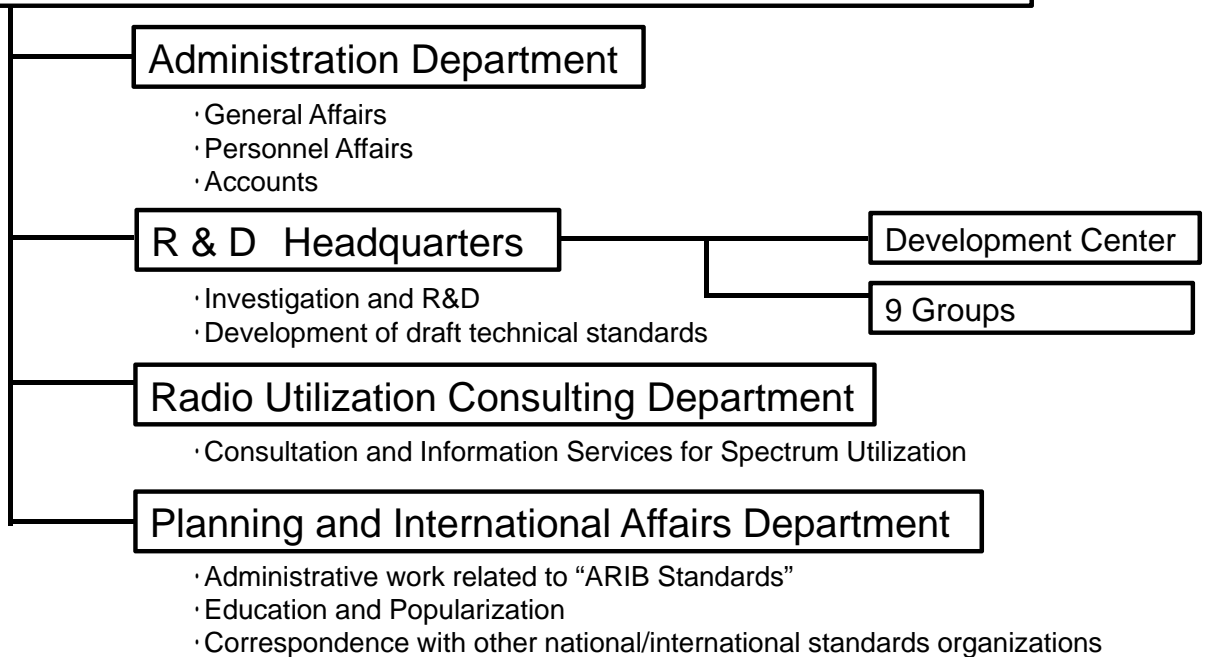 Administration Department
･General Affairs
･Personnel Affairs
･Accounts
R & D Headquarters
Development Center
･Investigation and R&D
･Development of draft technical standards
9 Groups
Radio Utilization Consulting Department
･Consultation and Information Services for Spectrum Utilization
Planning and International Affairs Department
･Administrative work related to “ARIB Standards”
･Education and Popularization
･Correspondence with other national/international standards organizations